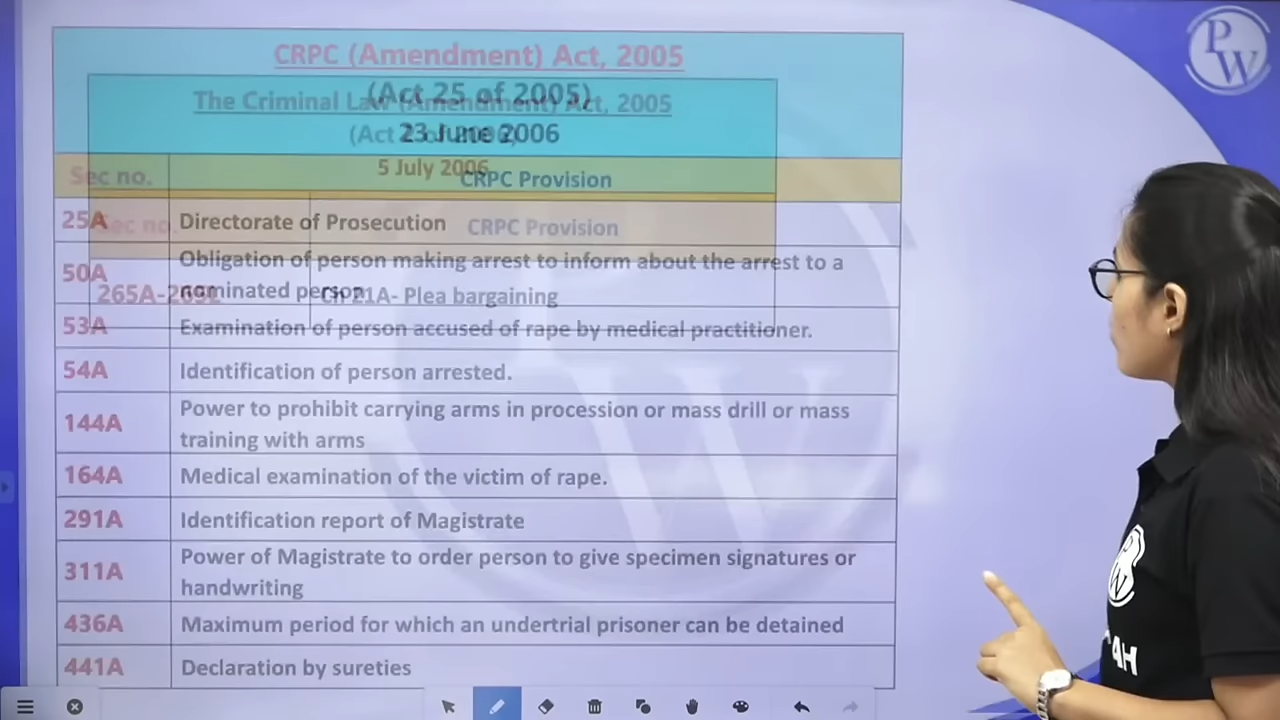 CRPC (Amendment) Act, 2005
(Act 25 of 2005)
23 June 2006
Sec no. CRPC Provision
25A Directorate of Prosecution
50A Obligation of person making arrest to inform about the arrest to a
nominated person
53A Examination of person accused of rape by medical practitioner.
54A Identification of person arrested.
144A Power to prohibit carrying arms in procession or mass drill or mass
training with arms
164A Medical examination of the victim of rape.
291A Identification report of Magistrate
311A Power of Magistrate to order person to give specimen signatures or
handwriting
436A Maximum period for which an undertrial prisoner can be detained
441A Declaration by sureties
The Criminal Law (Amendment) Act, 2005
(Act
5 July 2006
Sec no. CRPC Provision
Ch 21A- Plea bargaining
PW
W
PW